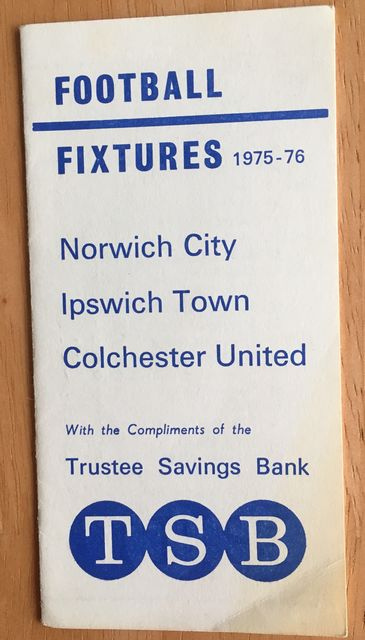 FOOTBALL
FIXTURES 1975-76
Norwich City
Ipswich Town
Colchester United
With the Compliments of the
Trustee Savings Bank
TSB